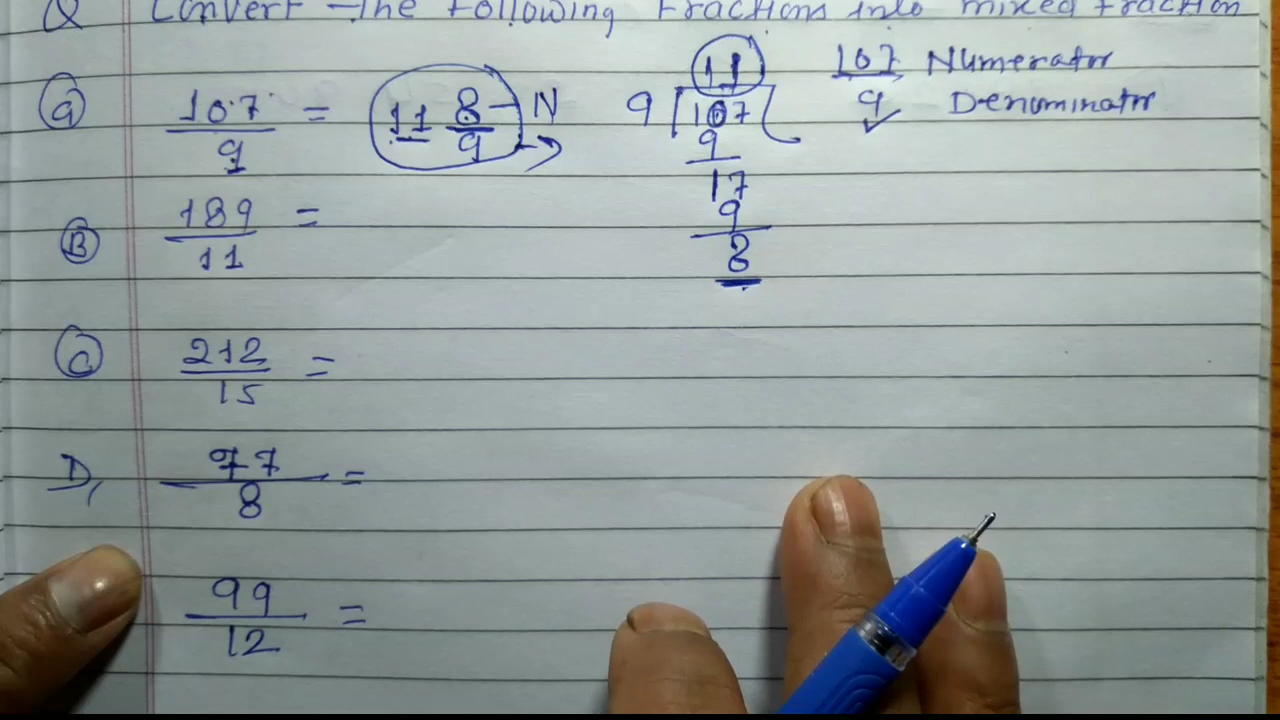 Q Convert the following fractions into mixed fraction
a 107/9 = 11 8/9 N
B 189/11 =
C 212/15 =
D, 77/8 =
99/12 =
11
9 107
9
17
9
8
107 Numerator
9 Denominator